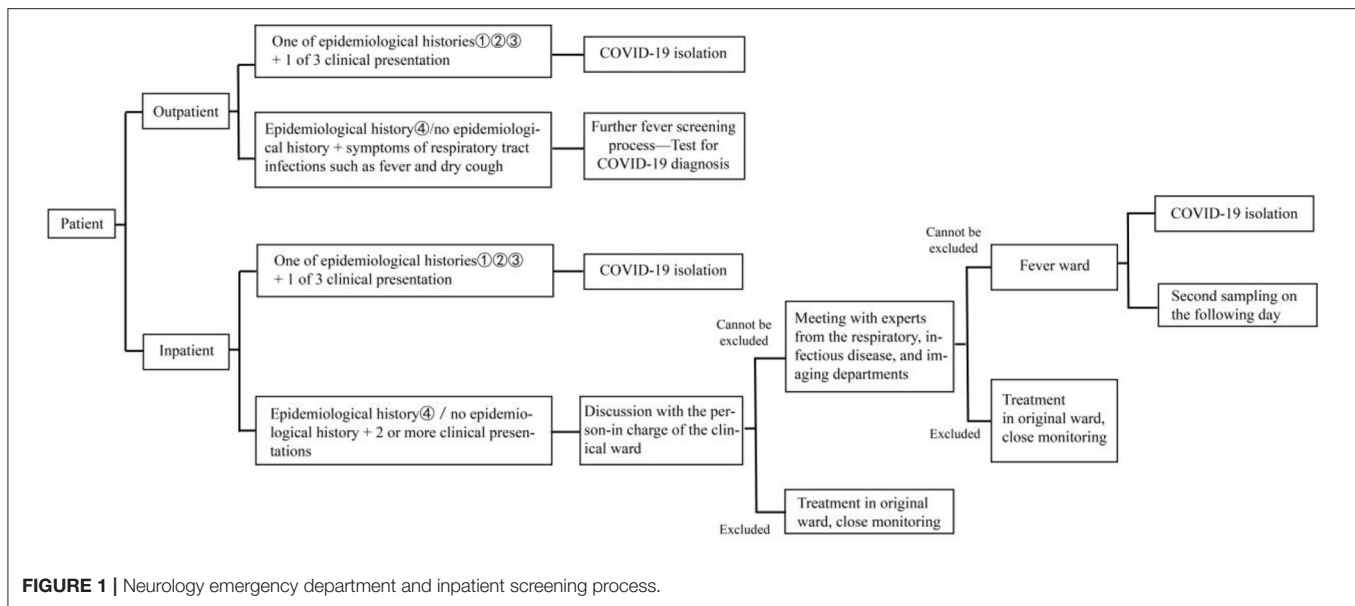 One of epidemiological histories①②③
+ 1 of 3 clinical presentation
COVID-19 isolation
Outpatient
Epidemiological history④/no epidemiologi-
cal history + symptoms of respiratory tract
infections such as fever and dry cough
Further fever screening
process—Test for
COVID-19 diagnosis
Patient
One of epidemiological histories①②③
+ 1 of 3 clinical presentation
COVID-19 isolation
Inpatient
Epidemiological history④ / no epidemio-
logical history + 2 or more clinical presen-
tations
Discussion with the per-
son-in charge of the clin-
ical ward
Cannot be
excluded
Meeting with experts
from the respiratory, in-
fectious disease, and im-
aging departments
Cannot be
excluded
Fever ward
COVID-19 isolation
Second sampling on
the following day
Excluded
Treatment
in original ward,
close monitoring
Excluded
Treatment in original
ward, close monitoring
FIGURE 1 | Neurology emergency department and inpatient screening process.